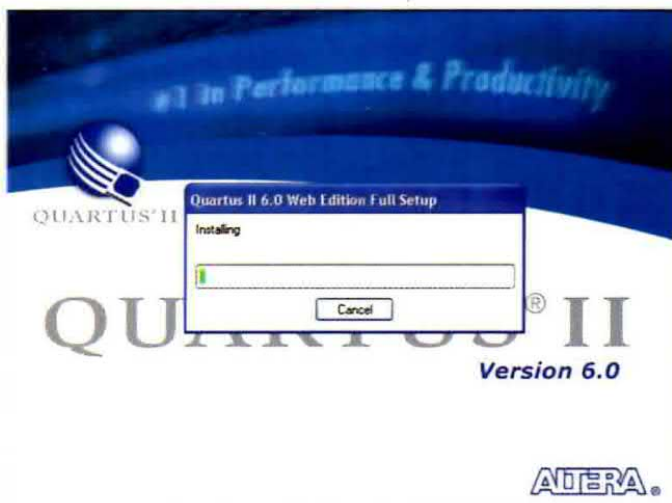 #1 in Performance & Productivity
QUARTUS® II
Quartus II 6.0 Web Edition Full Setup
Installing
Cancel
QUARTUS® II
Version 6.0
ALTERA®